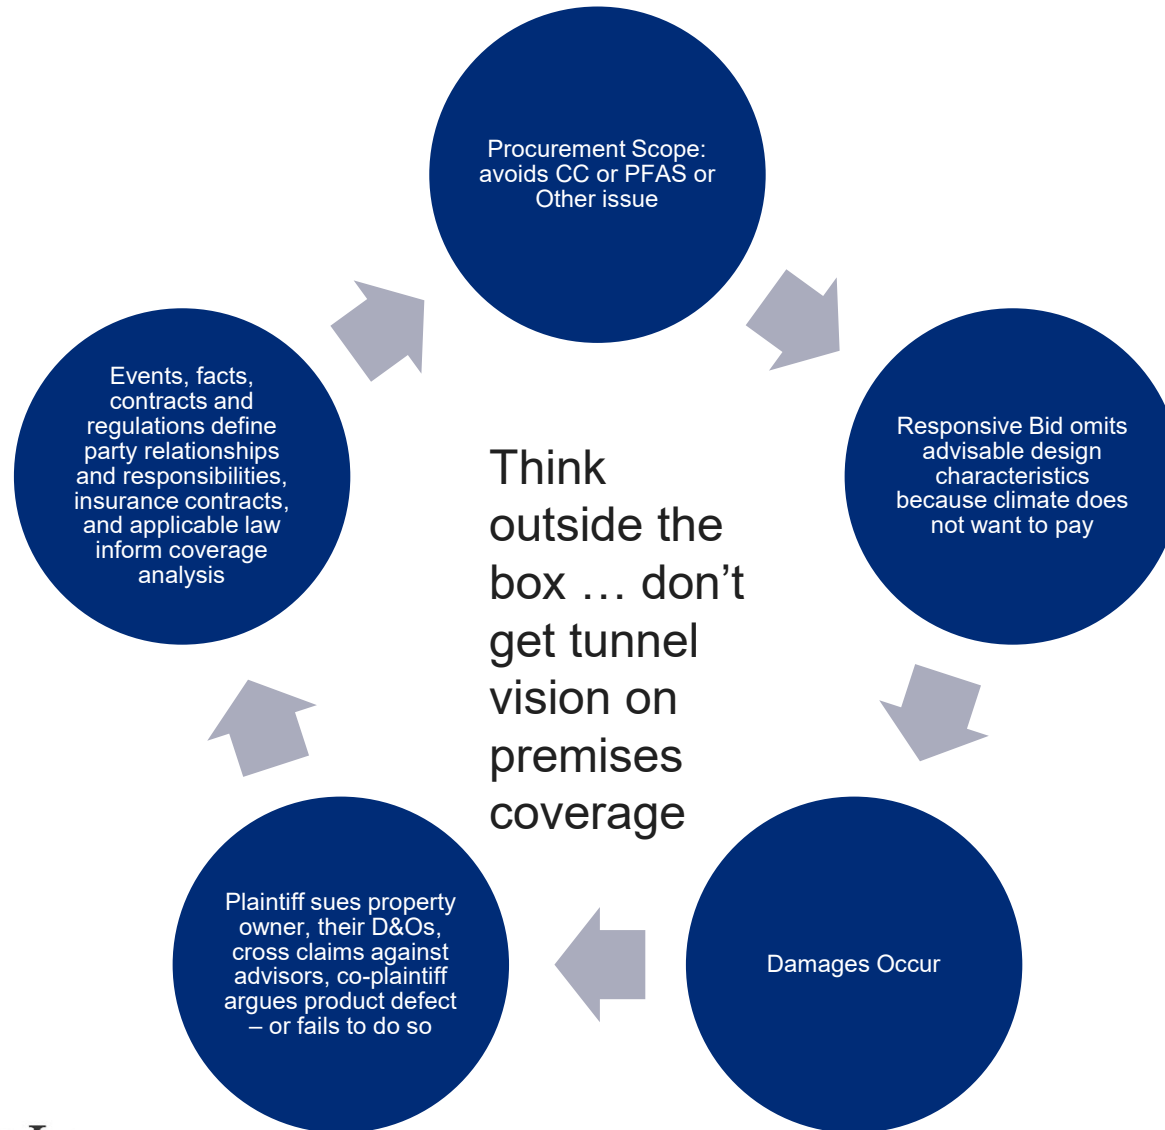 Procurement Scope:
avoids CC or PFAS or
Other issue
Responsive Bid omits
advisable design
characteristics
because climate does
not want to pay
Damages Occur
Plaintiff sues property
owner, their D&Os,
cross claims against
advisors, co-plaintiff
argues product defect
– or fails to do so
Events, facts,
contracts and
regulations define
party relationships
and responsibilities,
insurance contracts,
and applicable law
inform coverage
analysis
Think
outside the
box … don’t
get tunnel
vision on
premises
coverage